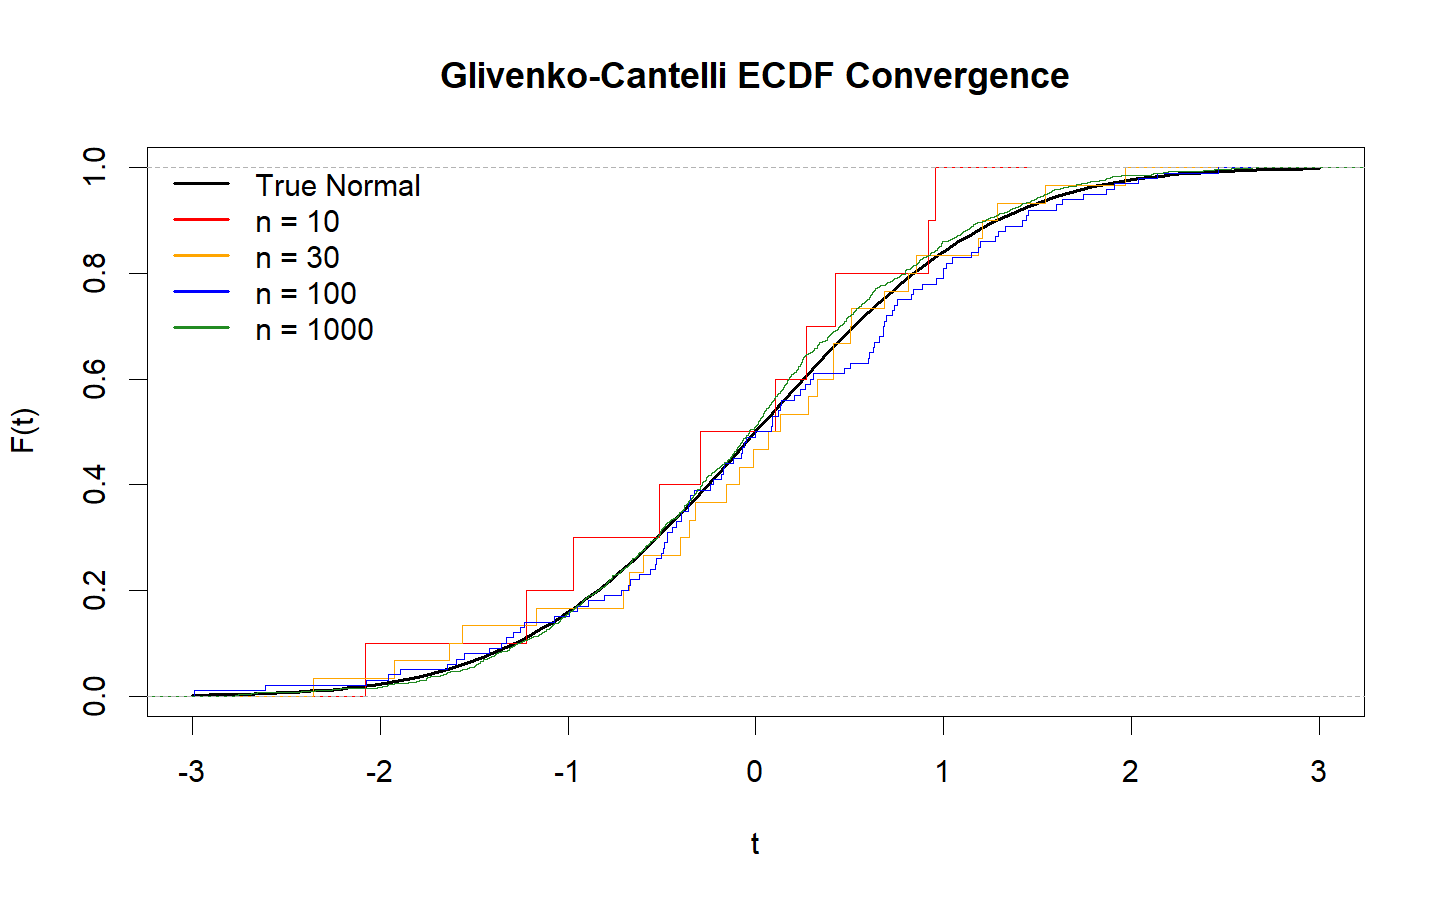 Glivenko-Cantelli ECDF Convergence
True Normal
n = 10
n = 30
n = 100
n = 1000
F(t)
1.0
0.8
0.6
0.4
0.2
0.0
-3 -2 -1 0 1 2 3
t